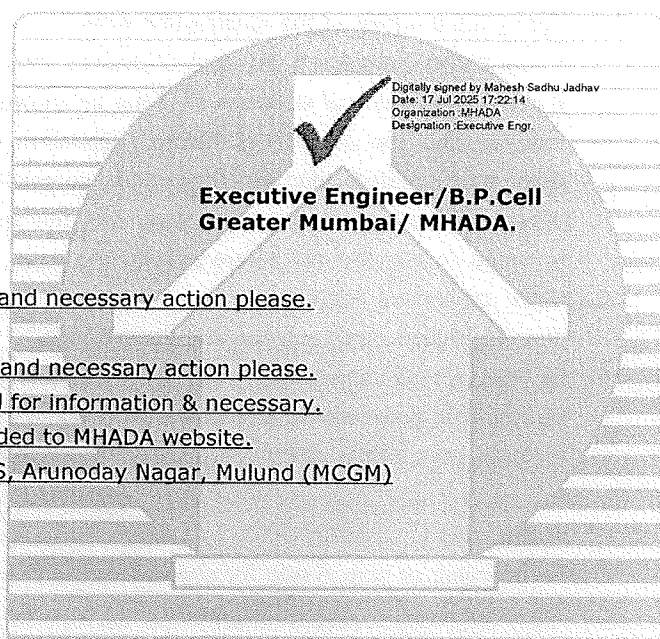 Digitally signed by Mahesh Sadhu Jadhav
Date: 17 Jul 2025 17:22:14
Organization :MHADA
Designation :Executive Engr.
Executive Engineer/B.P.Cell
Greater Mumbai/ MHADA.
and necessary action please.
and necessary action please.
for information & necessary.
ded to MHADA website.
S, Arunoday Nagar, Mulund (MCGM)